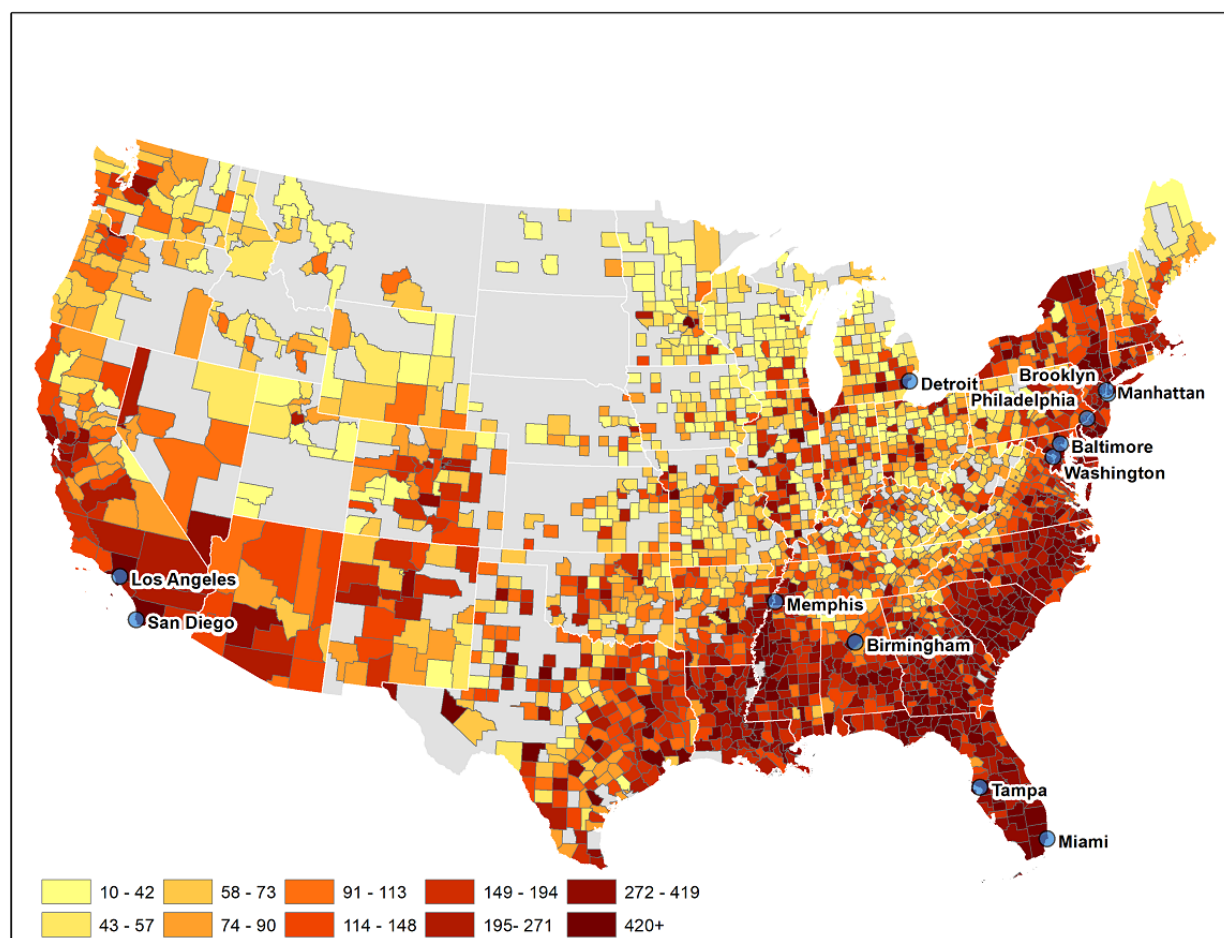 Detroit
Brooklyn
Manhattan
Philadelphia
Baltimore
Washington
Los Angeles
San Diego
Memphis
Birmingham
Tampa
Miami
10 - 42 58 - 73 91 - 113 149 - 194 272 - 419
43 - 57 74 - 90 114 - 148 195- 271 420+